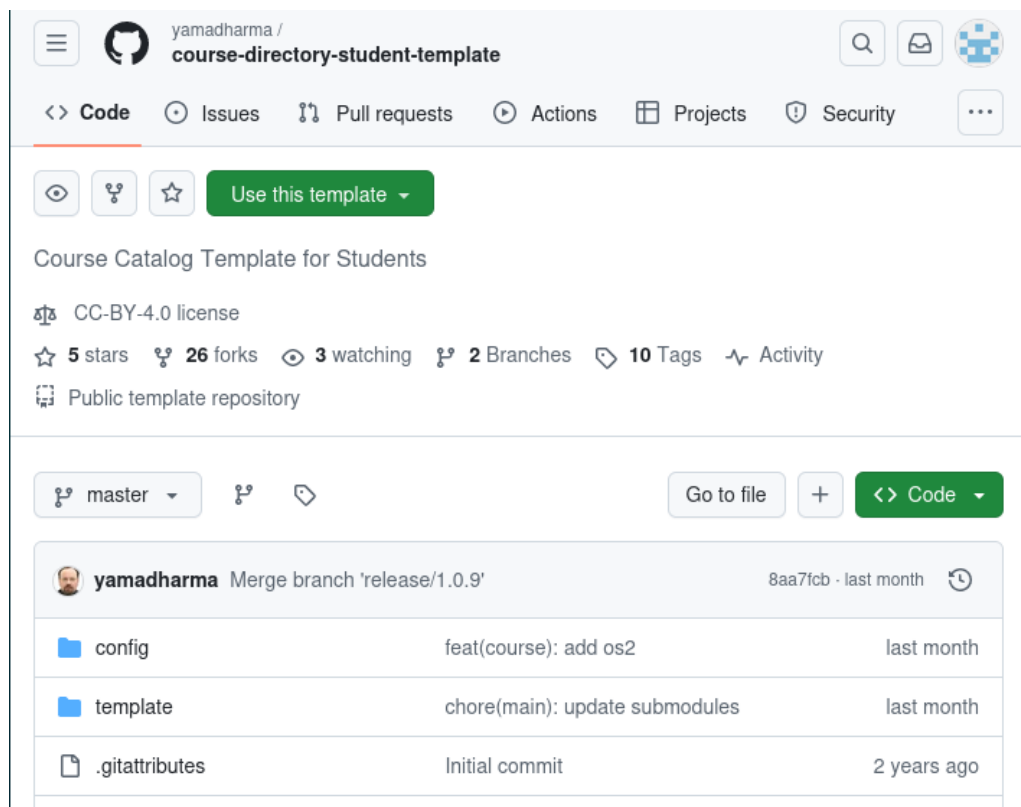 yamadharma /
course-directory-student-template
Code Issues Pull requests Actions Projects Security
Use this template
Course Catalog Template for Students
CC-BY-4.0 license
5 stars 26 forks 3 watching 2 Branches 10 Tags Activity
Public template repository
master Go to file Code
yamadharma Merge branch 'release/1.0.9' 8aa7fcb · last month
config feat(course): add os2 last month
template chore(main): update submodules last month
.gitattributes Initial commit 2 years ago